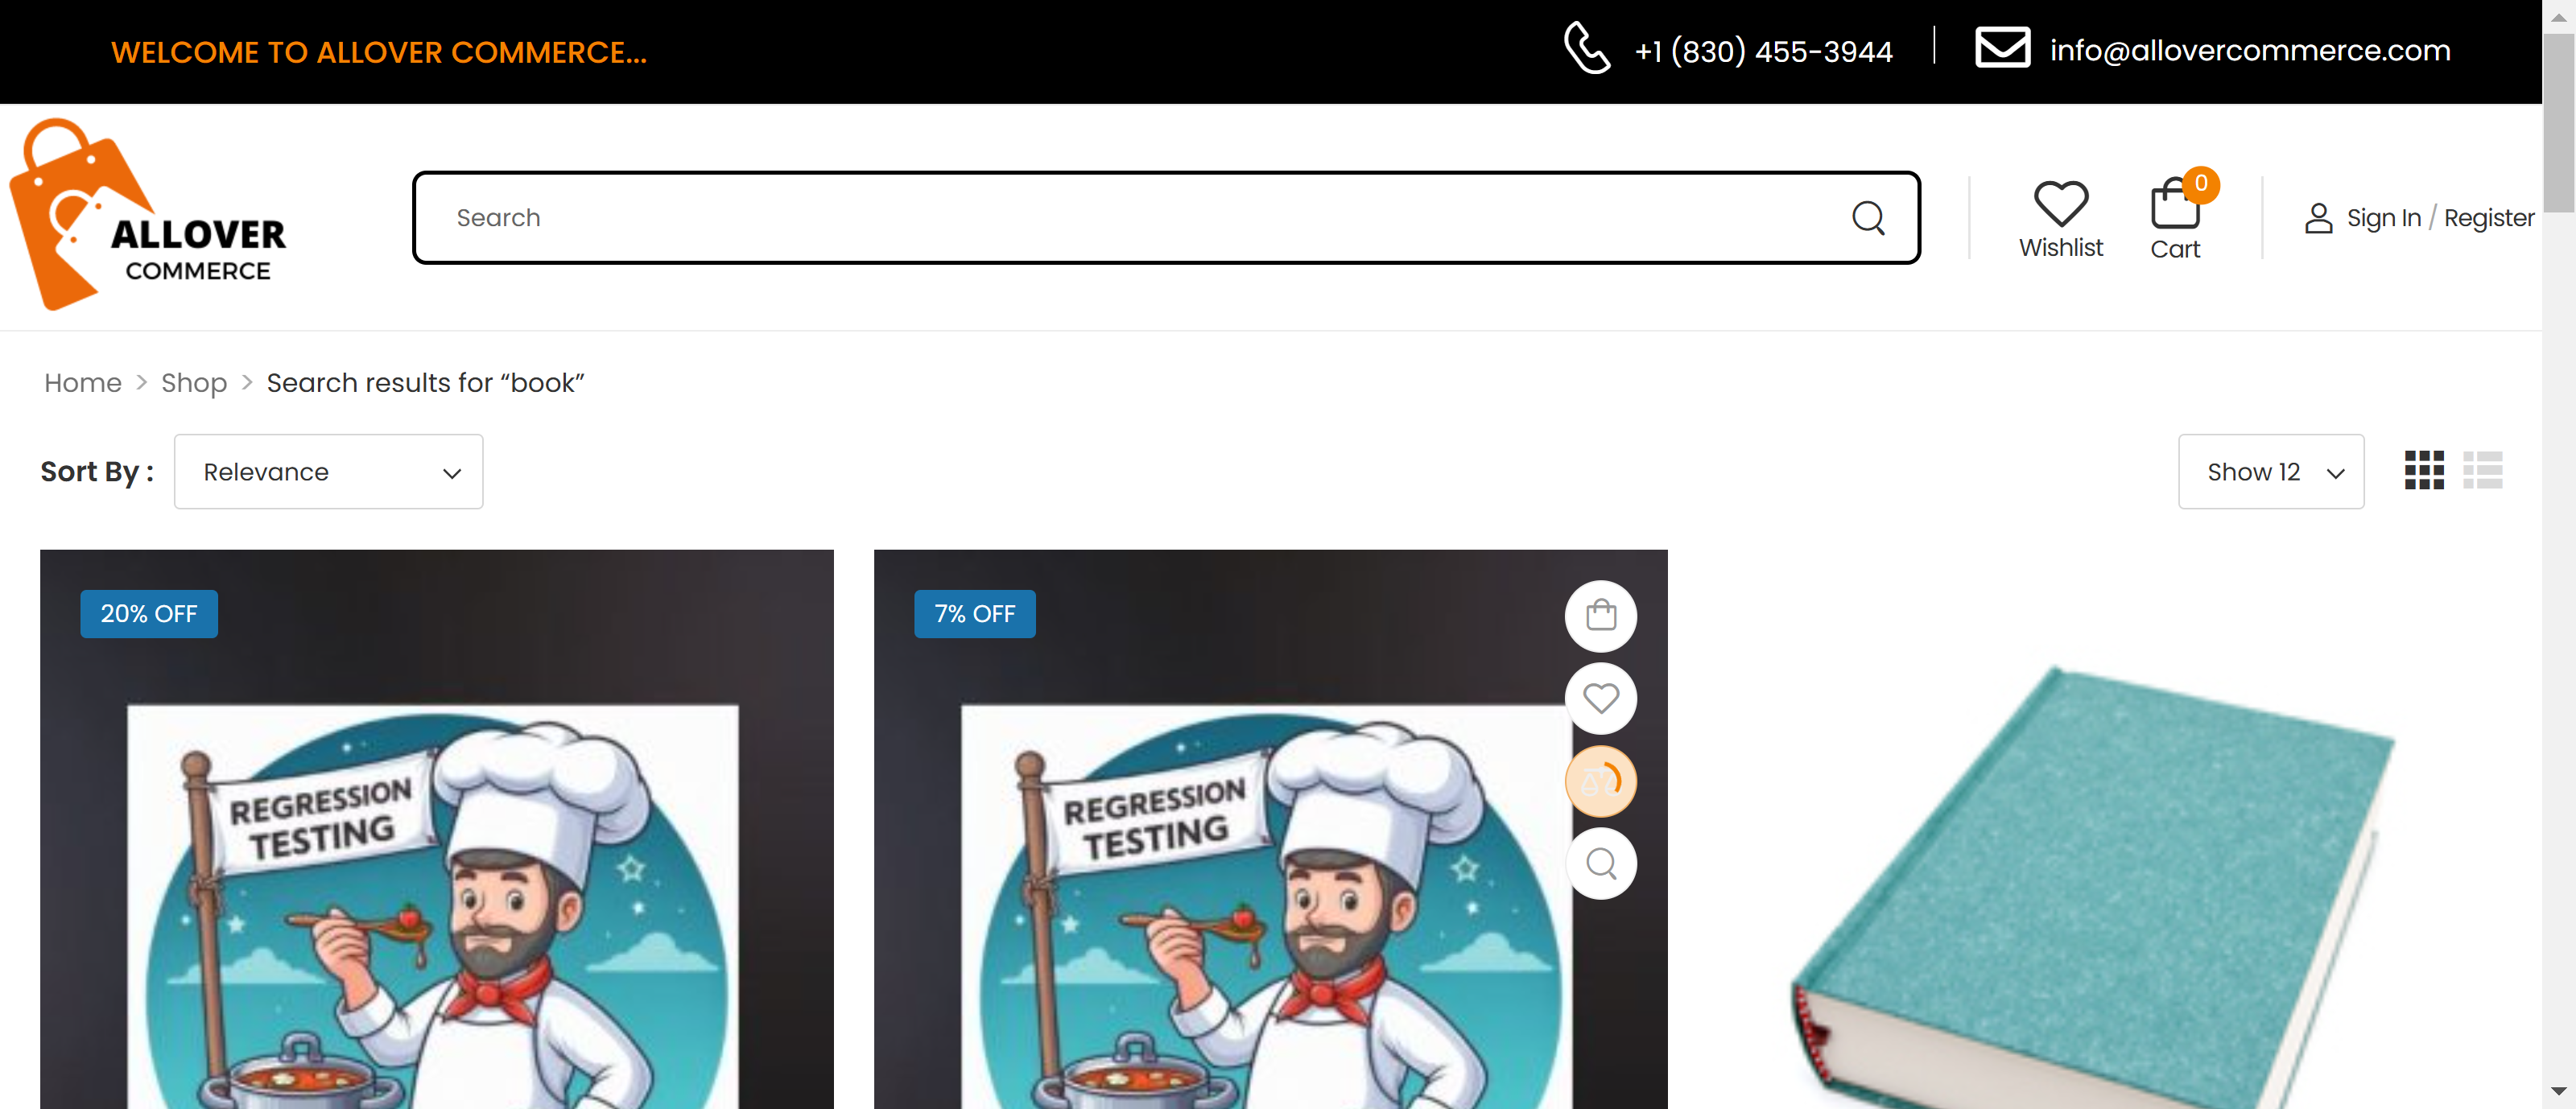 WELCOME TO ALLOVER COMMERCE...
+1 (830) 455-3944
info@allovercommerce.com
ALLOVER
COMMERCE
Search
Wishlist
0
Cart
Sign In / Register
Home > Shop > Search results for “book”
Sort By :
Relevance
Show 12
20% OFF
7% OFF
REGRESSION
TESTING
REGRESSION
TESTING